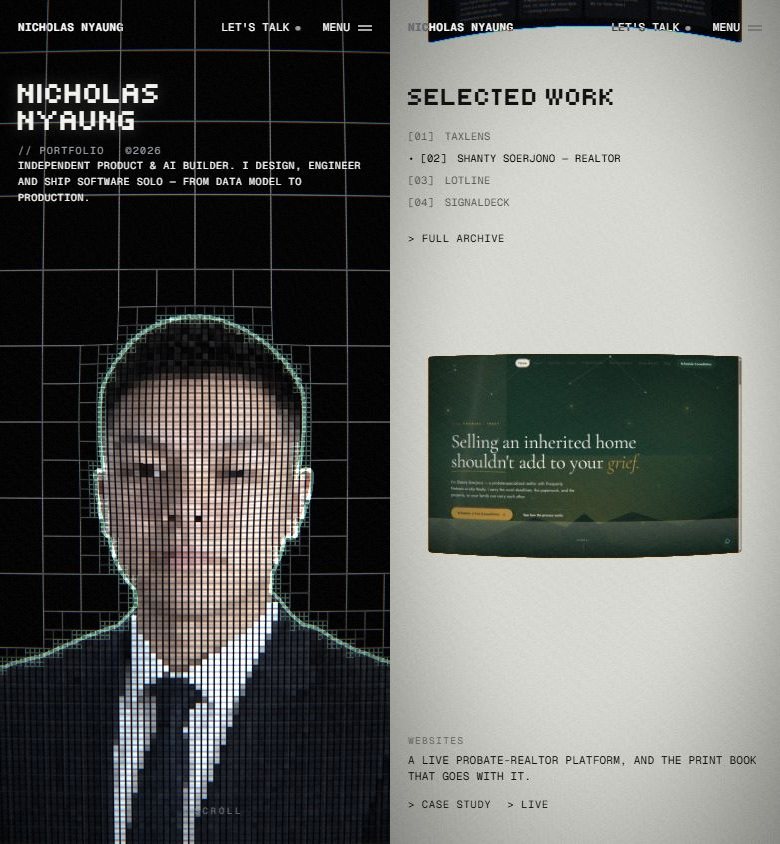 NICHOLAS NYAUNG
LET'S TALK
MENU
NICHOLAS
NYAUNG
// PORTFOLIO ©2026
INDEPENDENT PRODUCT & AI BUILDER. I DESIGN, ENGINEER
AND SHIP SOFTWARE SOLO — FROM DATA MODEL TO
PRODUCTION.
SCROLL
NICHOLAS NYAUNG
LET'S TALK
MENU
SELECTED WORK
[01] TAXLENS
• [02] SHANTY SOERJONO — REALTOR
[03] LOTLINE
[04] SIGNALDECK
> FULL ARCHIVE
Selling an inherited home
shouldn't add to your grief.
WEBSITES
A LIVE PROBATE-REALTOR PLATFORM, AND THE PRINT BOOK
THAT GOES WITH IT.
> CASE STUDY > LIVE